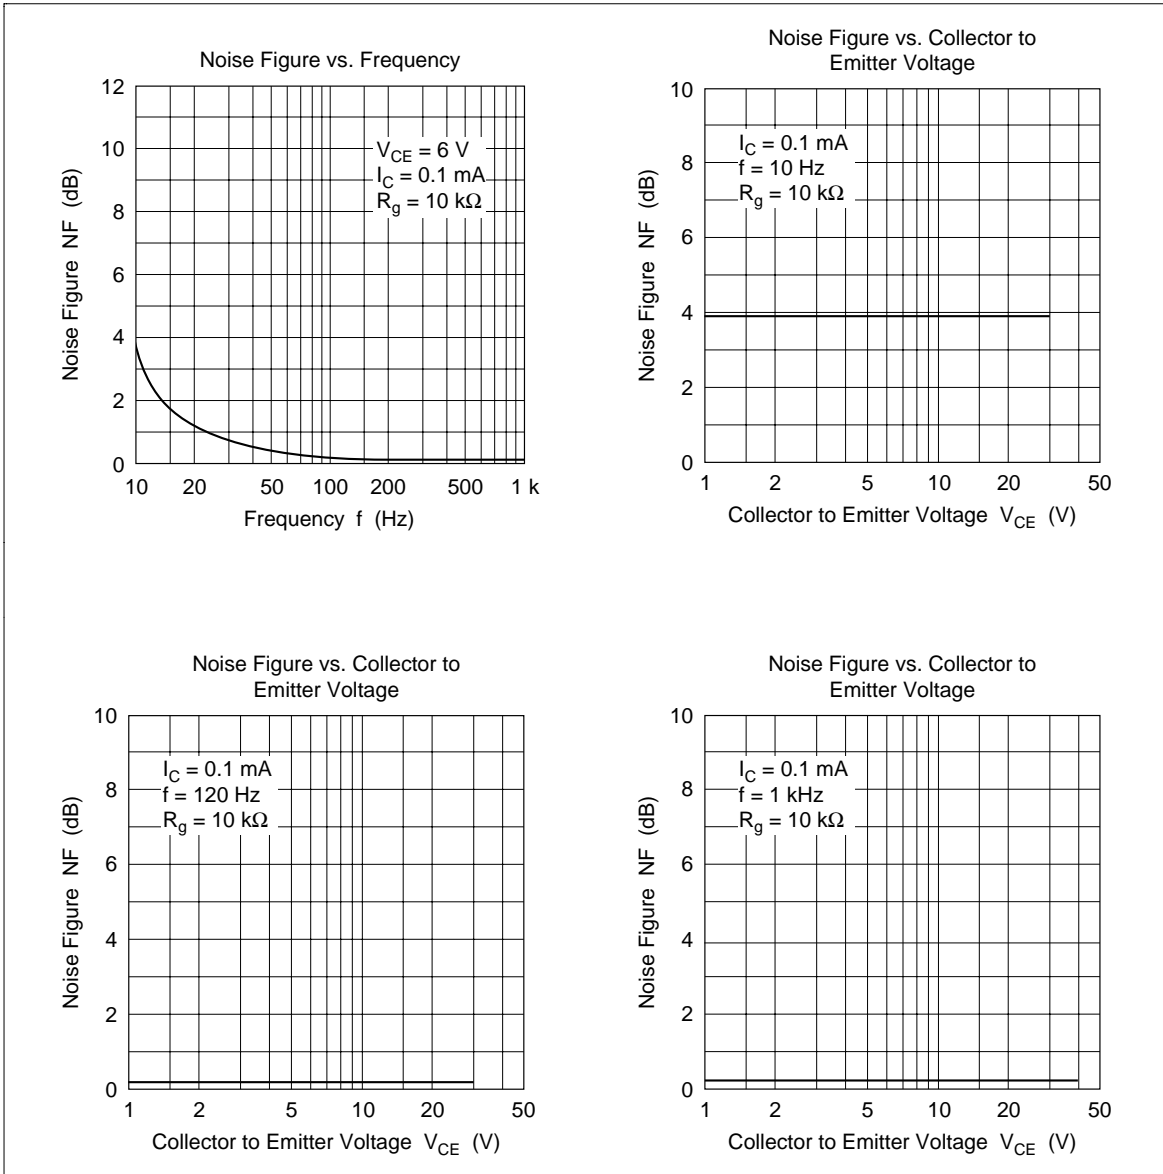 Noise Figure vs. Frequency
12
10
8
6
4
2
0
Noise Figure NF (dB)
V_CE = 6 V
I_C = 0.1 mA
R_g = 10 kΩ
10 20 50 100 200 500 1 k
Frequency f (Hz)
Noise Figure vs. Collector to
Emitter Voltage
10
8
6
4
2
0
Noise Figure NF (dB)
I_C = 0.1 mA
f = 10 Hz
R_g = 10 kΩ
1 2 5 10 20 50
Collector to Emitter Voltage V_CE (V)
Noise Figure vs. Collector to
Emitter Voltage
10
8
6
4
2
0
Noise Figure NF (dB)
I_C = 0.1 mA
f = 120 Hz
R_g = 10 kΩ
1 2 5 10 20 50
Collector to Emitter Voltage V_CE (V)
Noise Figure vs. Collector to
Emitter Voltage
10
8
6
4
2
0
Noise Figure NF (dB)
I_C = 0.1 mA
f = 1 kHz
R_g = 10 kΩ
1 2 5 10 20 50
Collector to Emitter Voltage V_CE (V)